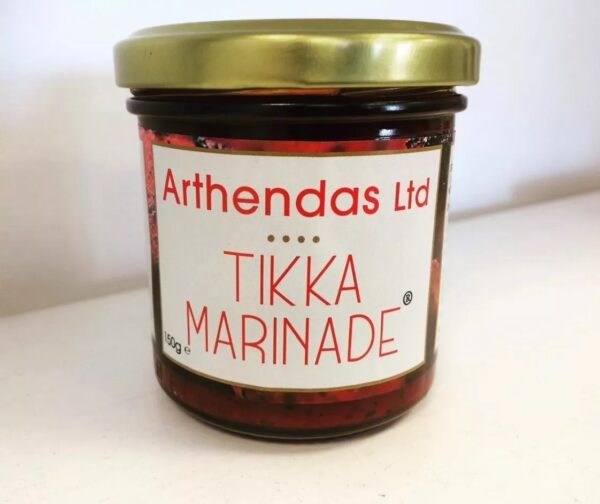 Arthendas Ltd
TIKKA
MARINADE®
150g e